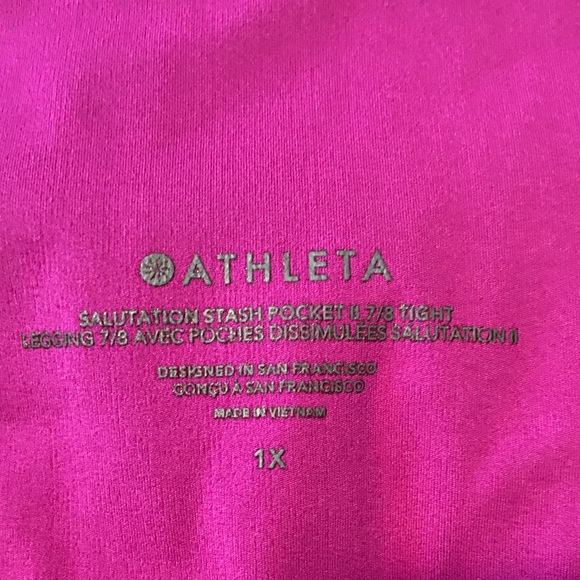 ATHLETA
SALUTATION STASH POCKET II 7/8 TIGHT
LEGGING 7/8 AVEC POCHES DISSIMULÉES SALUTATION II
DESIGNED IN SAN FRANCISCO
CONÇU À SAN FRANCISCO
MADE IN VIETNAM
1X